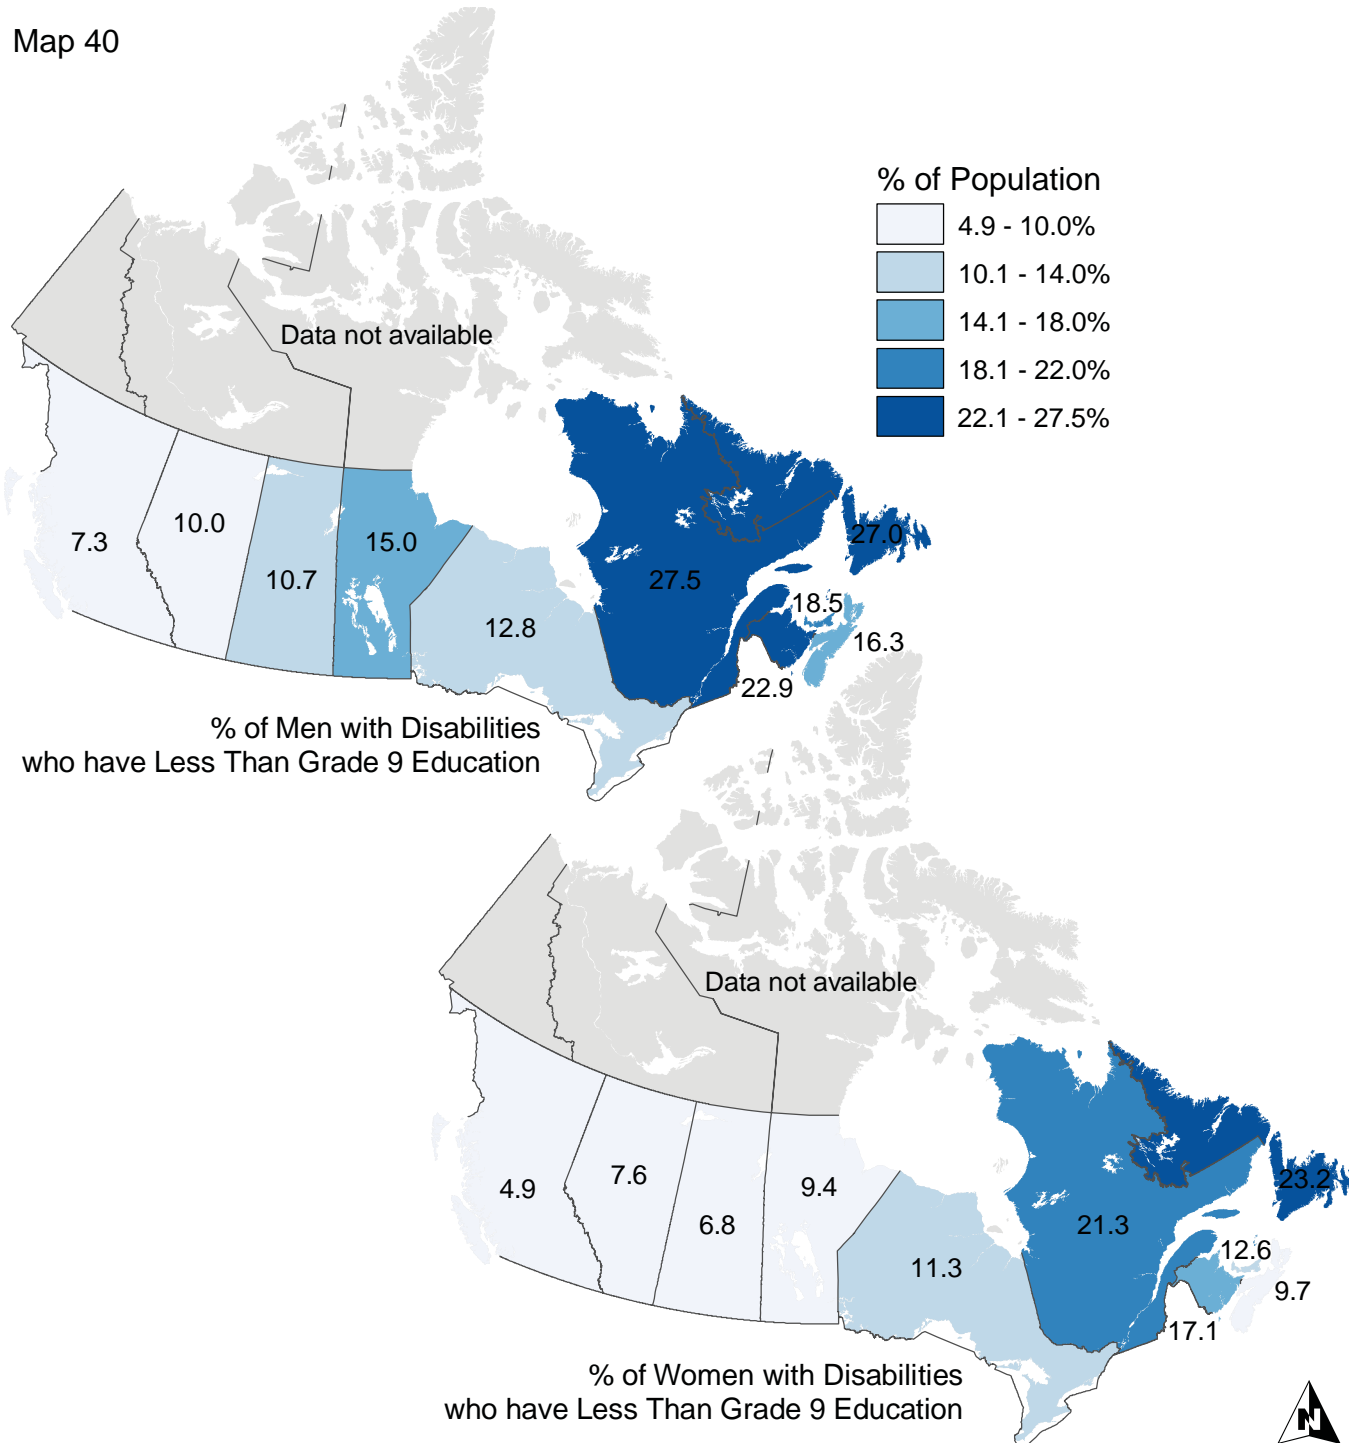 Map 40
% of Population
4.9 - 10.0%
10.1 - 14.0%
14.1 - 18.0%
18.1 - 22.0%
22.1 - 27.5%
Data not available
7.3
10.0
10.7
15.0
12.8
27.5
27.0
18.5
16.3
22.9
% of Men with Disabilities
who have Less Than Grade 9 Education
Data not available
4.9
7.6
6.8
9.4
11.3
21.3
23.2
12.6
9.7
17.1
% of Women with Disabilities
who have Less Than Grade 9 Education
N